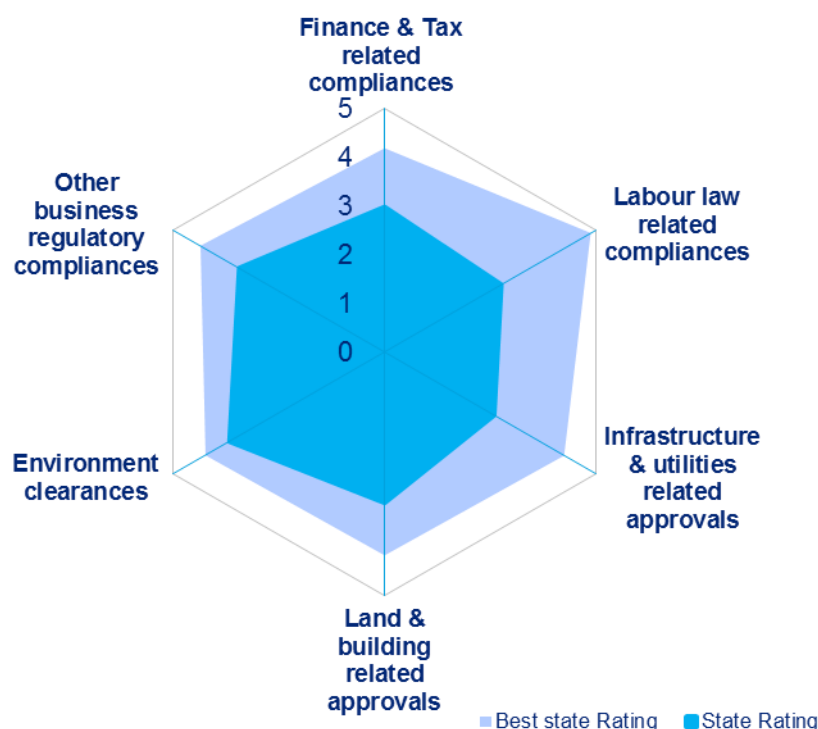 Finance & Tax
related
compliances
5
4
3
2
1
0
Other
business
regulatory
compliances
Labour law
related
compliances
Environment
clearances
Infrastructure
& utilities
related
approvals
Land &
building
related
approvals
Best state Rating
State Rating